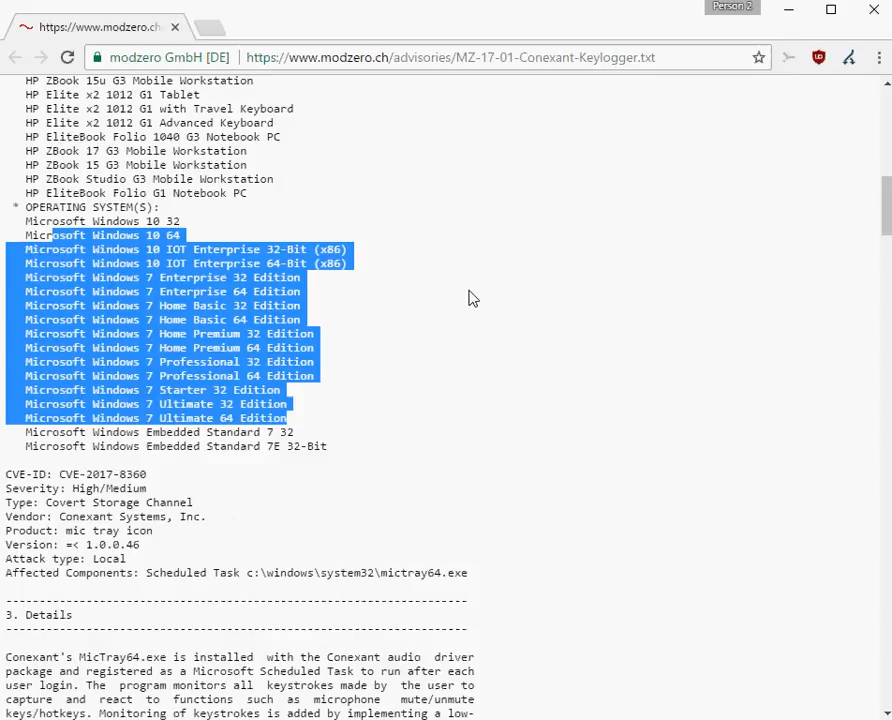 Person 2
https://www.modzero.ch
modzero GmbH [DE] https://www.modzero.ch/advisories/MZ-17-01-Conexant-Keylogger.txt
HP ZBook 15u G3 Mobile Workstation
HP Elite x2 1012 G1 Tablet
HP Elite x2 1012 G1 with Travel Keyboard
HP Elite x2 1012 G1 Advanced Keyboard
HP EliteBook Folio 1040 G3 Notebook PC
HP ZBook 17 G3 Mobile Workstation
HP ZBook 15 G3 Mobile Workstation
HP ZBook Studio G3 Mobile Workstation
HP EliteBook Folio G1 Notebook PC
* OPERATING SYSTEM(S):
Microsoft Windows 10 32
Microsoft Windows 10 64
Microsoft Windows 10 IOT Enterprise 32-Bit (x86)
Microsoft Windows 10 IOT Enterprise 64-Bit (x86)
Microsoft Windows 7 Enterprise 32 Edition
Microsoft Windows 7 Enterprise 64 Edition
Microsoft Windows 7 Home Basic 32 Edition
Microsoft Windows 7 Home Basic 64 Edition
Microsoft Windows 7 Home Premium 32 Edition
Microsoft Windows 7 Home Premium 64 Edition
Microsoft Windows 7 Professional 32 Edition
Microsoft Windows 7 Professional 64 Edition
Microsoft Windows 7 Starter 32 Edition
Microsoft Windows 7 Ultimate 32 Edition
Microsoft Windows 7 Ultimate 64 Edition
Microsoft Windows Embedded Standard 7 32
Microsoft Windows Embedded Standard 7E 32-Bit
CVE-ID: CVE-2017-8360
Severity: High/Medium
Type: Covert Storage Channel
Vendor: Conexant Systems, Inc.
Product: mic tray icon
Version: =< 1.0.0.46
Attack type: Local
Affected Components: Scheduled Task c:\windows\system32\mictray64.exe
---------------------------------------------------------------------
3. Details
---------------------------------------------------------------------
Conexant's MicTray64.exe is installed with the Conexant audio driver
package and registered as a Microsoft Scheduled Task to run after each
user login. The program monitors all keystrokes made by the user to
capture and react to functions such as microphone mute/unmute
keys/hotkeys. Monitoring of keystrokes is added by implementing a low-